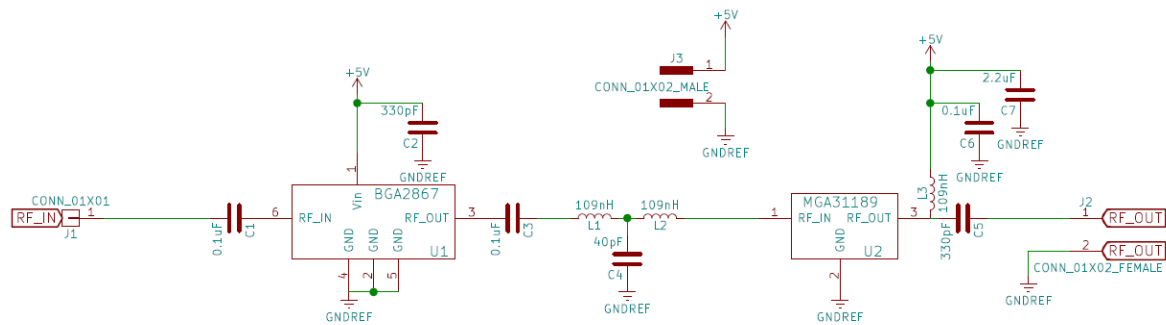 +5V
+5V
J3
1
CONN_01X02_MALE
2
GNDREF
2.2uF
C7
GNDREF
0.1uF
C6
GNDREF
+5V
330pF
C2
GNDREF
1
Vin
BGA2867
CONN_01X01
RF_IN
1
J1
0.1uF
C1
6
RF_IN
RF_OUT
3
GND
GND
GND
U1
4
2
5
GNDREF
0.1uF
C3
109nH
L1
109nH
L2
40pF
C4
GNDREF
1
MGA31189
RF_IN
RF_OUT
GND
U2
3
2
GNDREF
L3
109nH
330pF
C5
J2
1
RF_OUT
2
RF_OUT
CONN_01X02_FEMALE
GNDREF